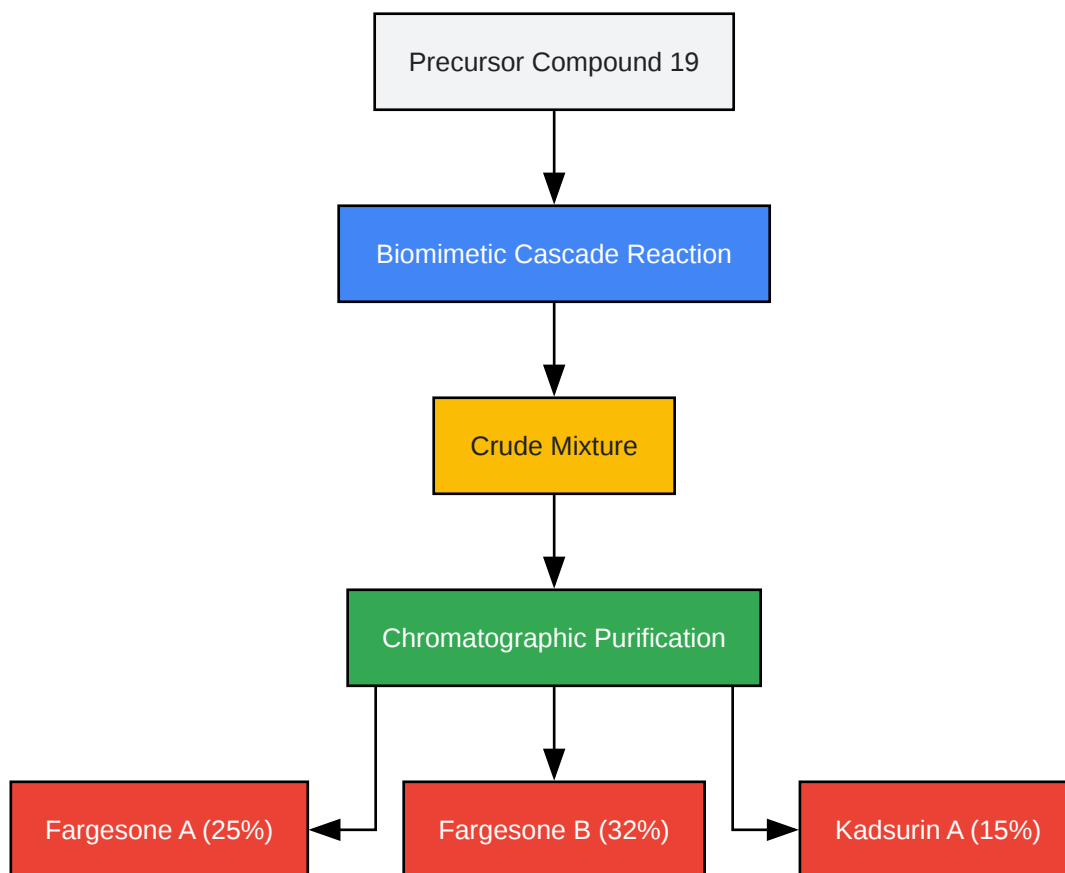 Precursor Compound 19
Biomimetic Cascade Reaction
Crude Mixture
Chromatographic Purification
Fargesone A (25%)
Fargesone B (32%)
Kadsurin A (15%)